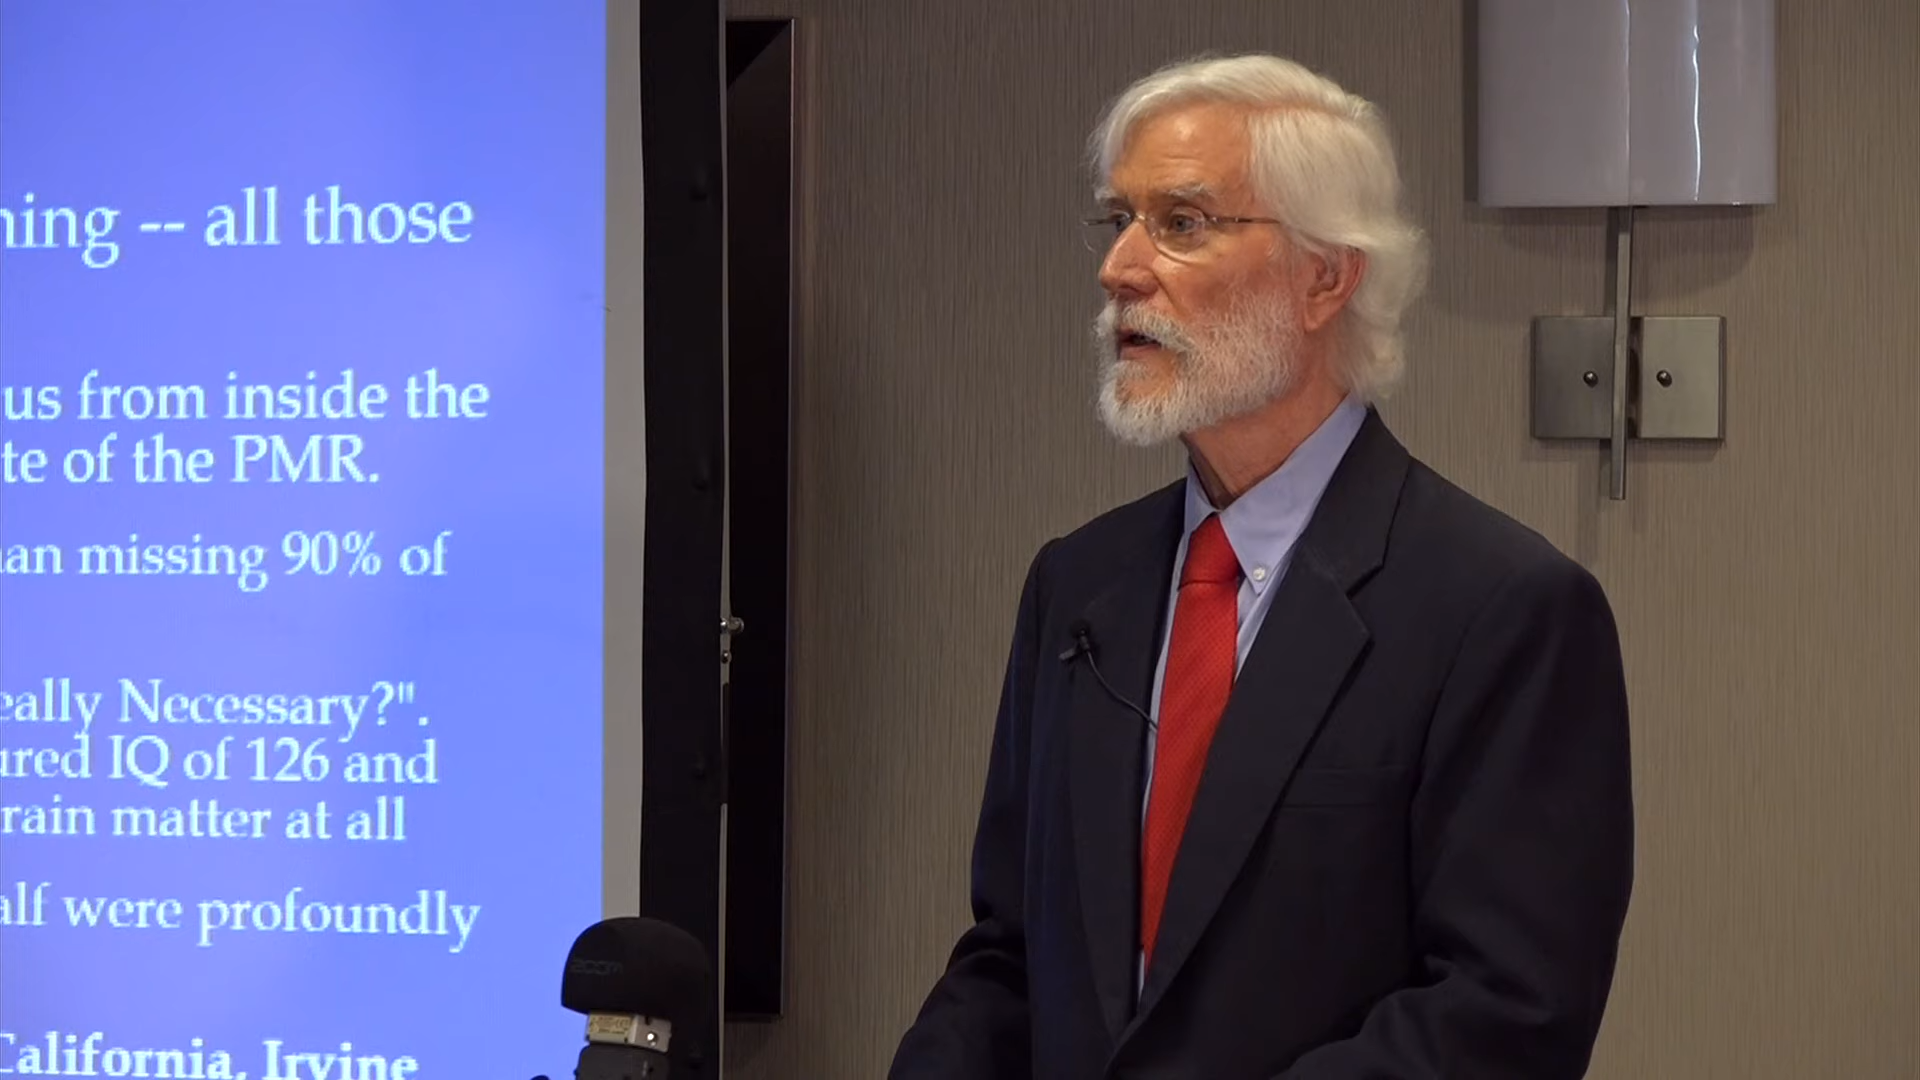 ning -- all those
us from inside the
te of the PMR.
an missing 90% of
eally Necessary?".
ured IQ of 126 and
rain matter at all
alf were profoundly
California, Irvine
zoom